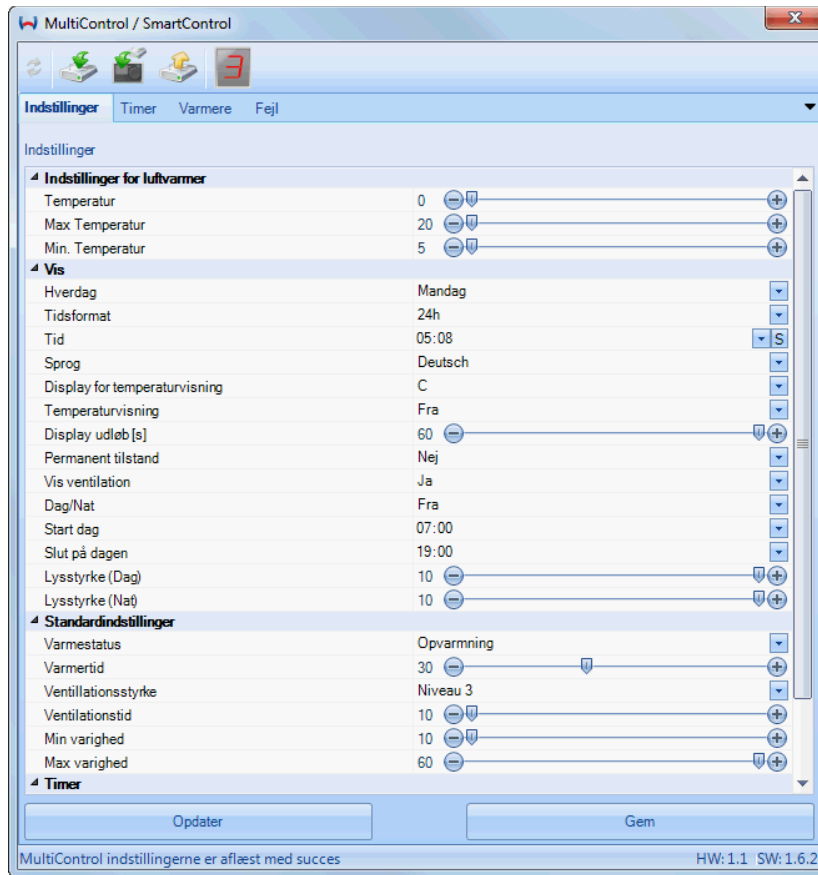 MultiControl / SmartControl
3
Indstillinger Timer Varmere Fejl
Indstillinger
Indstillinger for luftvarmer
Temperatur 0
Max Temperatur 20
Min. Temperatur 5
Vis
Hverdag Mandag
Tidsformat 24h
Tid 05:08 S
Sprog Deutsch
Display for temperaturvisning C
Temperaturvisning Fra
Display udløb [s] 60
Permanent tilstand Nej
Vis ventilation Ja
Dag/Nat Fra
Start dag 07:00
Slut på dagen 19:00
Lysstyrke (Dag) 10
Lysstyrke (Nat) 10
Standardindstillinger
Varmestatus Opvarmning
Varmertid 30
Ventillationsstyrke Niveau 3
Ventilationstid 10
Min varighed 10
Max varighed 60
Timer
Opdater Gem
MultiControl indstillingerne er aflæst med succes HW: 1.1 SW: 1.6.2